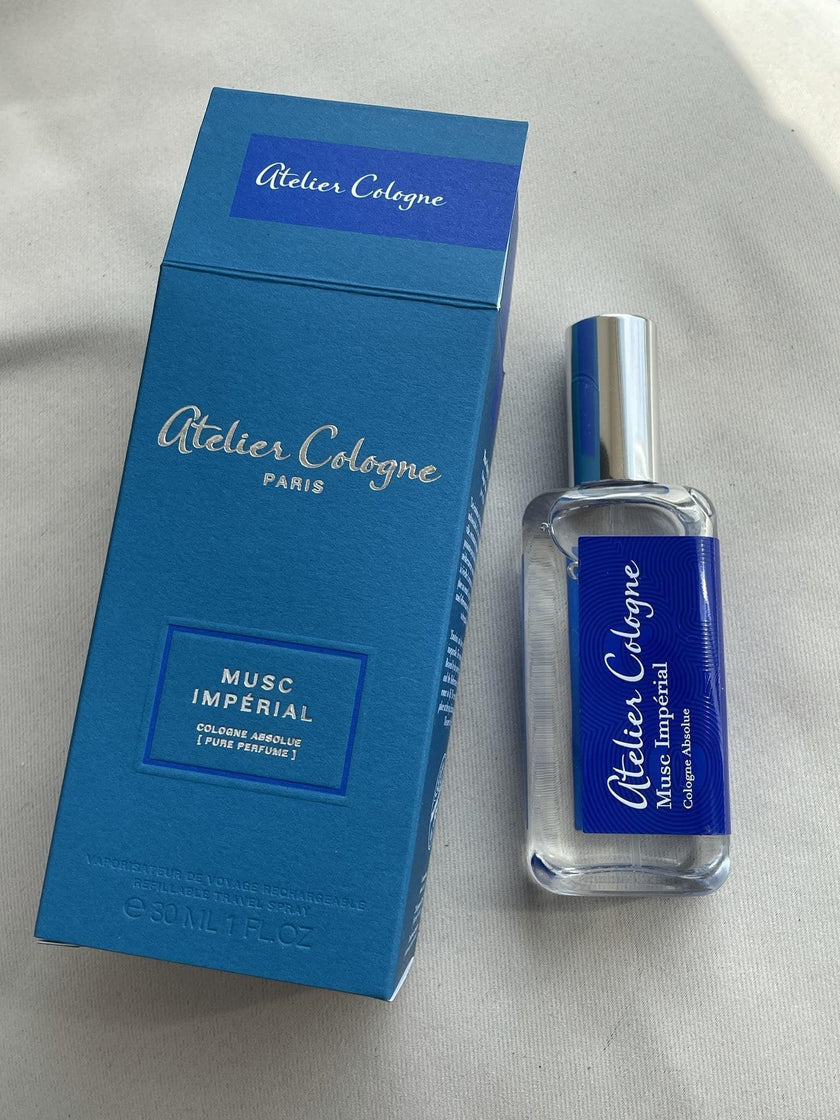 Atelier Cologne
Atelier Cologne
PARIS
MUSC
IMPÉRIAL
COLOGNE ABSOLUE
[ PURE PERFUME ]
VAPORISATEUR DE VOYAGE RECHARGEABLE
REFILLABLE TRAVEL SPRAY
℮ 30 ML 1 FL.OZ
Atelier Cologne
Musc Impérial
Cologne Absolue